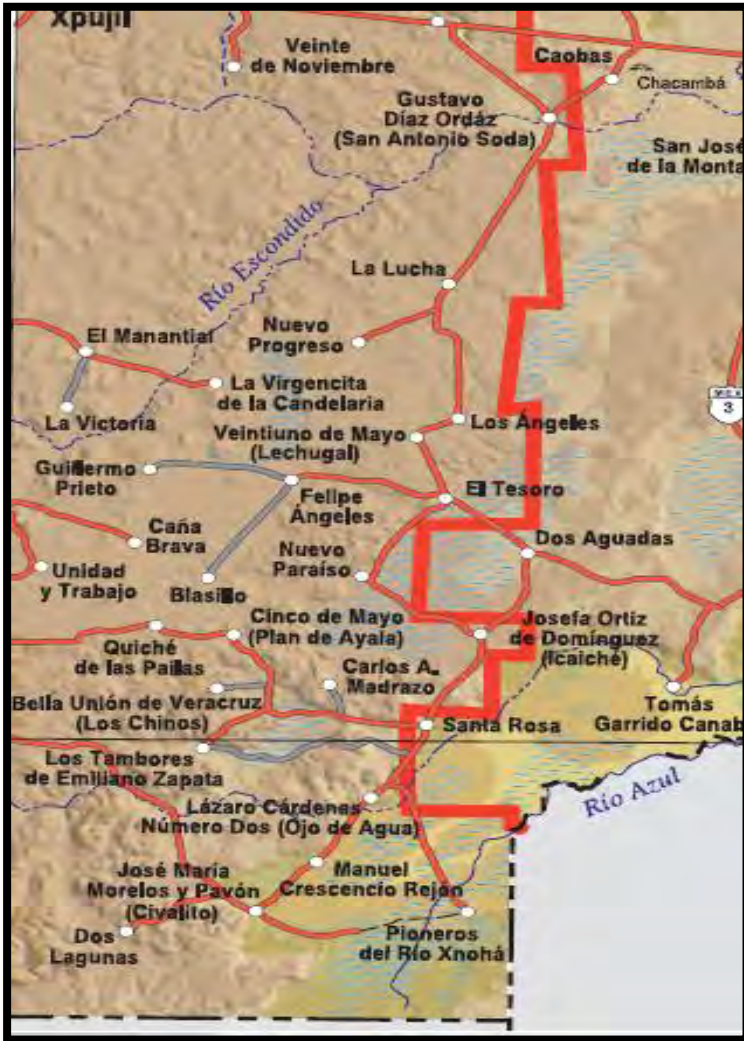 Xpujil
Veinte
de Noviembre
Caobas
Chacambá
Gustavo
Díaz Ordáz
(San Antonio Soda)
San José
de la Monta
Río Escondido
La Lucha
Nuevo
Progreso
El Manantial
La Virgencita
de la Candelaria
3
La Victoria
Los Ángeles
Veintiuno de Mayo
(Lechugal)
Guillermo
Prieto
Felipe
Ángeles
El Tesoro
Caña
Brava
Dos Aguadas
Nuevo
Paraíso
Unidad
y Trabajo
Blasillo
Cinco de Mayo
(Plan de Ayala)
Josefa Ortiz
de Domínguez
(Icaiché)
Quiché
de las Pailas
Carlos A.
Madrazo
Bella Unión de Veracruz
(Los Chinos)
Santa Rosa
Tomás
Garrido Canab
Los Tambores
de Emiliano Zapata
Río Azul
Lázaro Cárdenas
Número Dos (Ojo de Agua)
José María
Morelos y Pavón
(Civalito)
Manuel
Crescencio Rejón
Dos
Lagunas
Pioneros
del Río Xnohá